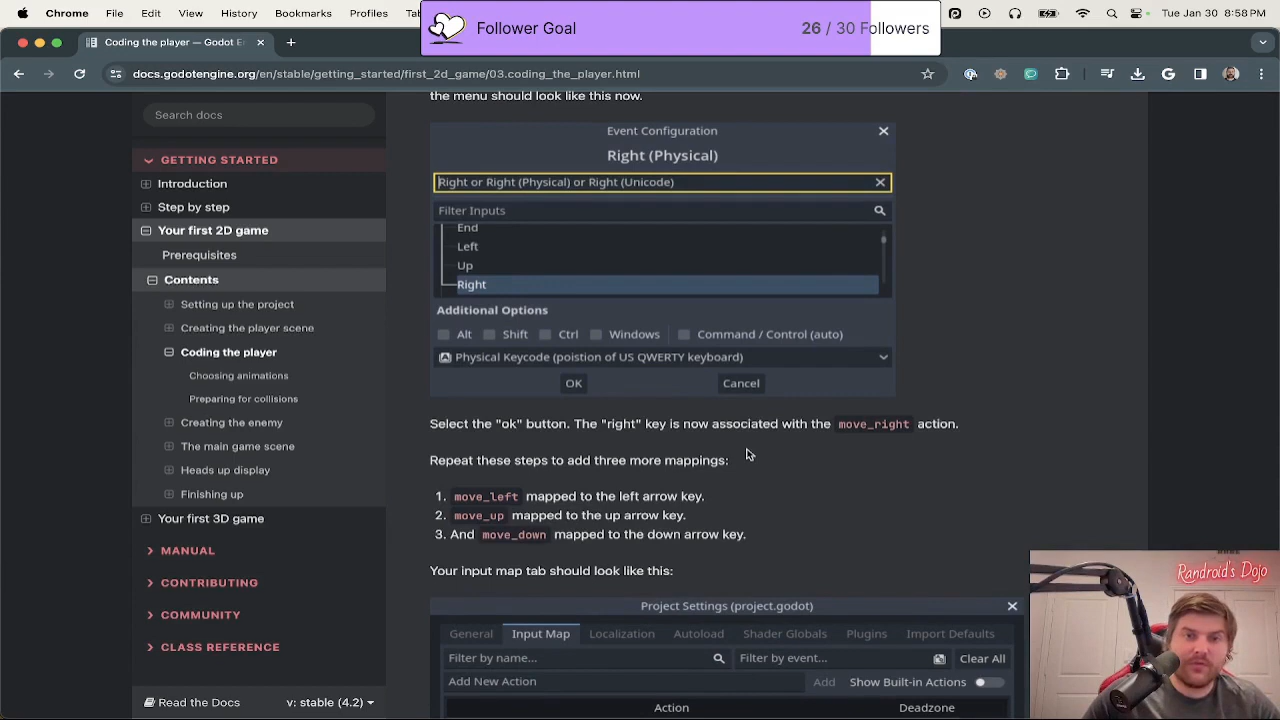 Chrome File Edit View History
Tue Jan 30 8:58 PM
Follower Goal
26 / 30 Followers
Coding the player — Godot E
docs.godotengine.org/en/stable/getting_started/first_2d_game/03.coding_the_player.html
Search docs
GETTING STARTED
Introduction
Step by step
Your first 2D game
Prerequisites
Contents
Setting up the project
Creating the player scene
Coding the player
Choosing animations
Preparing for collisions
Creating the enemy
The main game scene
Heads up display
Finishing up
Your first 3D game
MANUAL
CONTRIBUTING
COMMUNITY
CLASS REFERENCE
Read the Docs v: stable (4.2)
the menu should look like this now.
Event Configuration
Right (Physical)
Right or Right (Physical) or Right (Unicode)
Filter Inputs
End
Left
Up
Right
Additional Options
Alt Shift Ctrl Windows Command / Control (auto)
Physical Keycode (poistion of US QWERTY keyboard)
OK Cancel
Select the "ok" button. The "right" key is now associated with the move_right action.
Repeat these steps to add three more mappings:
1. move_left mapped to the left arrow key.
2. move_up mapped to the up arrow key.
3. And move_down mapped to the down arrow key.
Your input map tab should look like this:
Project Settings (project.godot)
General Input Map Localization Autoload Shader Globals Plugins Import Defaults
Filter by name... Filter by event... Clear All
Add New Action Add Show Built-in Actions
Action Deadzone
Randroid's Dojo